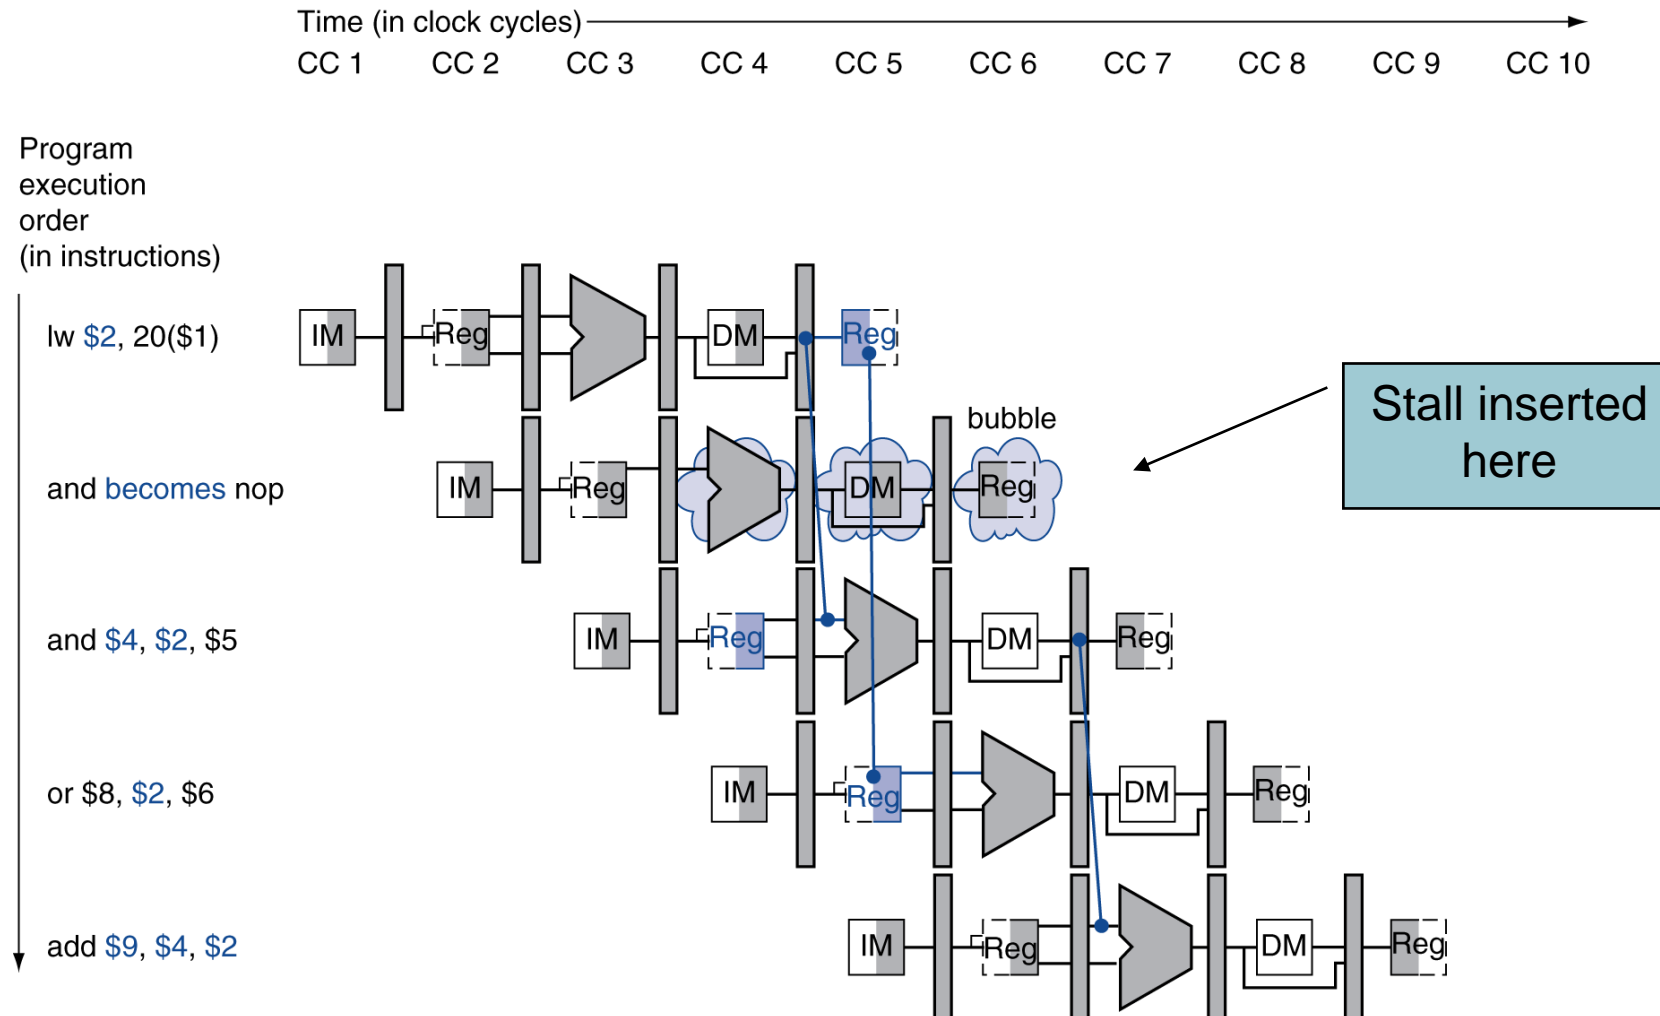 Time (in clock cycles)
CC 1 CC 2 CC 3 CC 4 CC 5 CC 6 CC 7 CC 8 CC 9 CC 10
Program
execution
order
(in instructions)
lw $2, 20($1)
IM Reg DM Reg
Stall inserted
here
bubble
and becomes nop
IM Reg DM Reg
and $4, $2, $5
IM Reg DM Reg
or $8, $2, $6
IM Reg DM Reg
add $9, $4, $2
IM Reg DM Reg